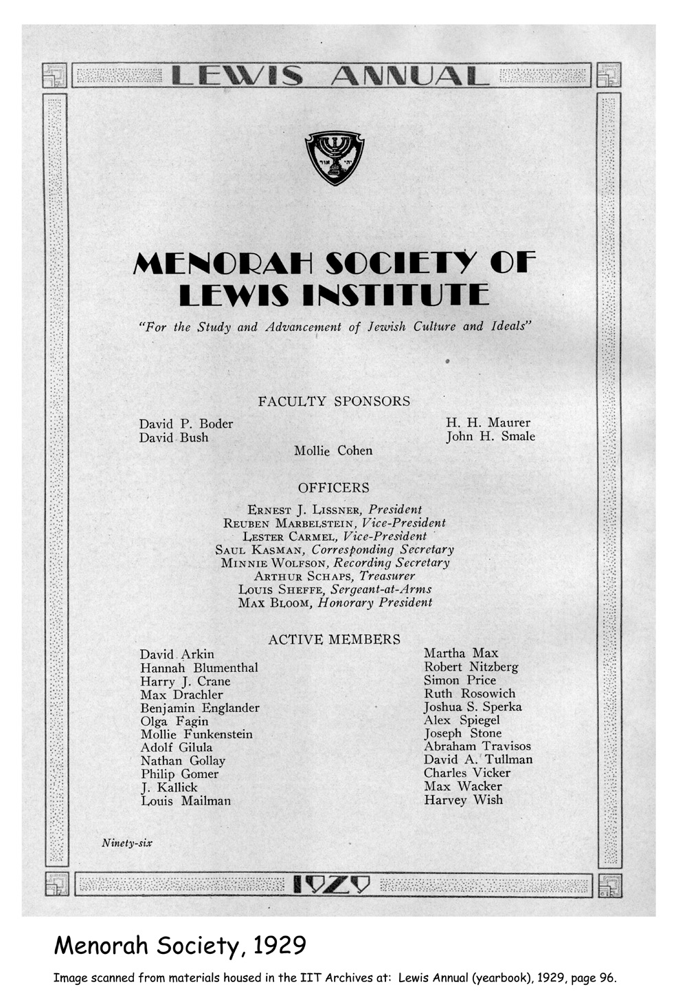 LEWIS ANNUAL
יהי אור
MENORAH SOCIETY OF
LEWIS INSTITUTE
"For the Study and Advancement of Jewish Culture and Ideals"
FACULTY SPONSORS
David P. Boder H. H. Maurer
David Bush John H. Smale
Mollie Cohen
OFFICERS
ERNEST J. LISSNER, President
REUBEN MARBELSTEIN, Vice-President
LESTER CARMEL, Vice-President
SAUL KASMAN, Corresponding Secretary
MINNIE WOLFSON, Recording Secretary
ARTHUR SCHAPS, Treasurer
LOUIS SHEFFE, Sergeant-at-Arms
MAX BLOOM, Honorary President
ACTIVE MEMBERS
David Arkin
Hannah Blumenthal
Harry J. Crane
Max Drachler
Benjamin Englander
Olga Fagin
Mollie Funkenstein
Adolf Gilula
Nathan Gollay
Philip Gomer
J. Kallick
Louis Mailman
Martha Max
Robert Nitzberg
Simon Price
Ruth Rosowich
Joshua S. Sperka
Alex Spiegel
Joseph Stone
Abraham Travisos
David A. Tullman
Charles Vicker
Max Wacker
Harvey Wish
Ninety-six
1929
Menorah Society, 1929
Image scanned from materials housed in the IIT Archives at: Lewis Annual (yearbook), 1929, page 96.